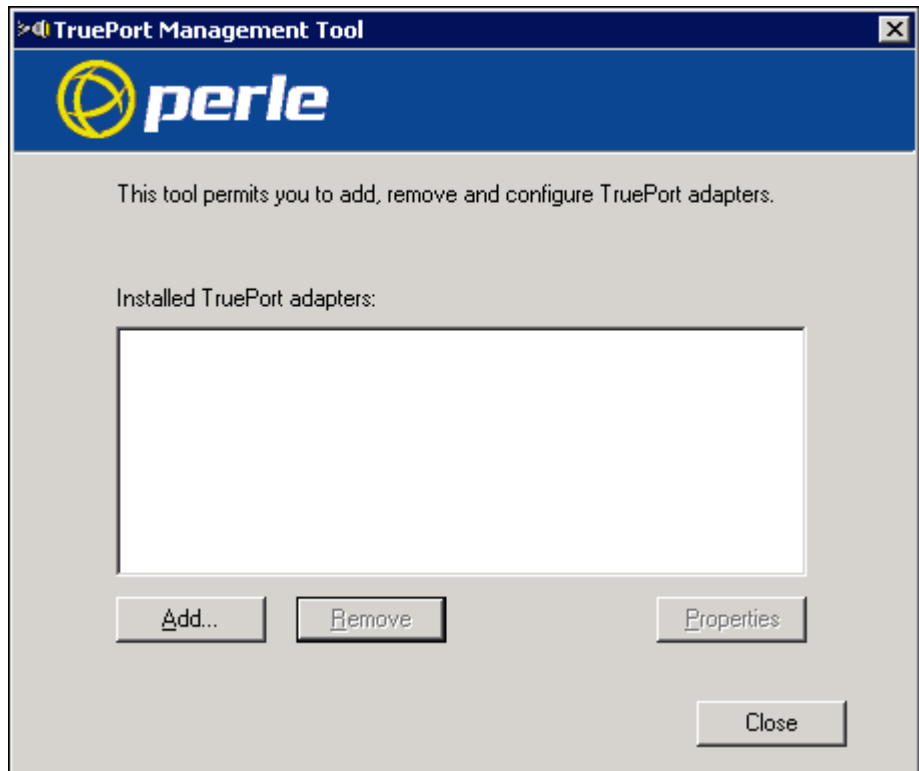 TruePort Management Tool
perle
This tool permits you to add, remove and configure TruePort adapters.
Installed TruePort adapters:
Add...
Remove
Properties
Close